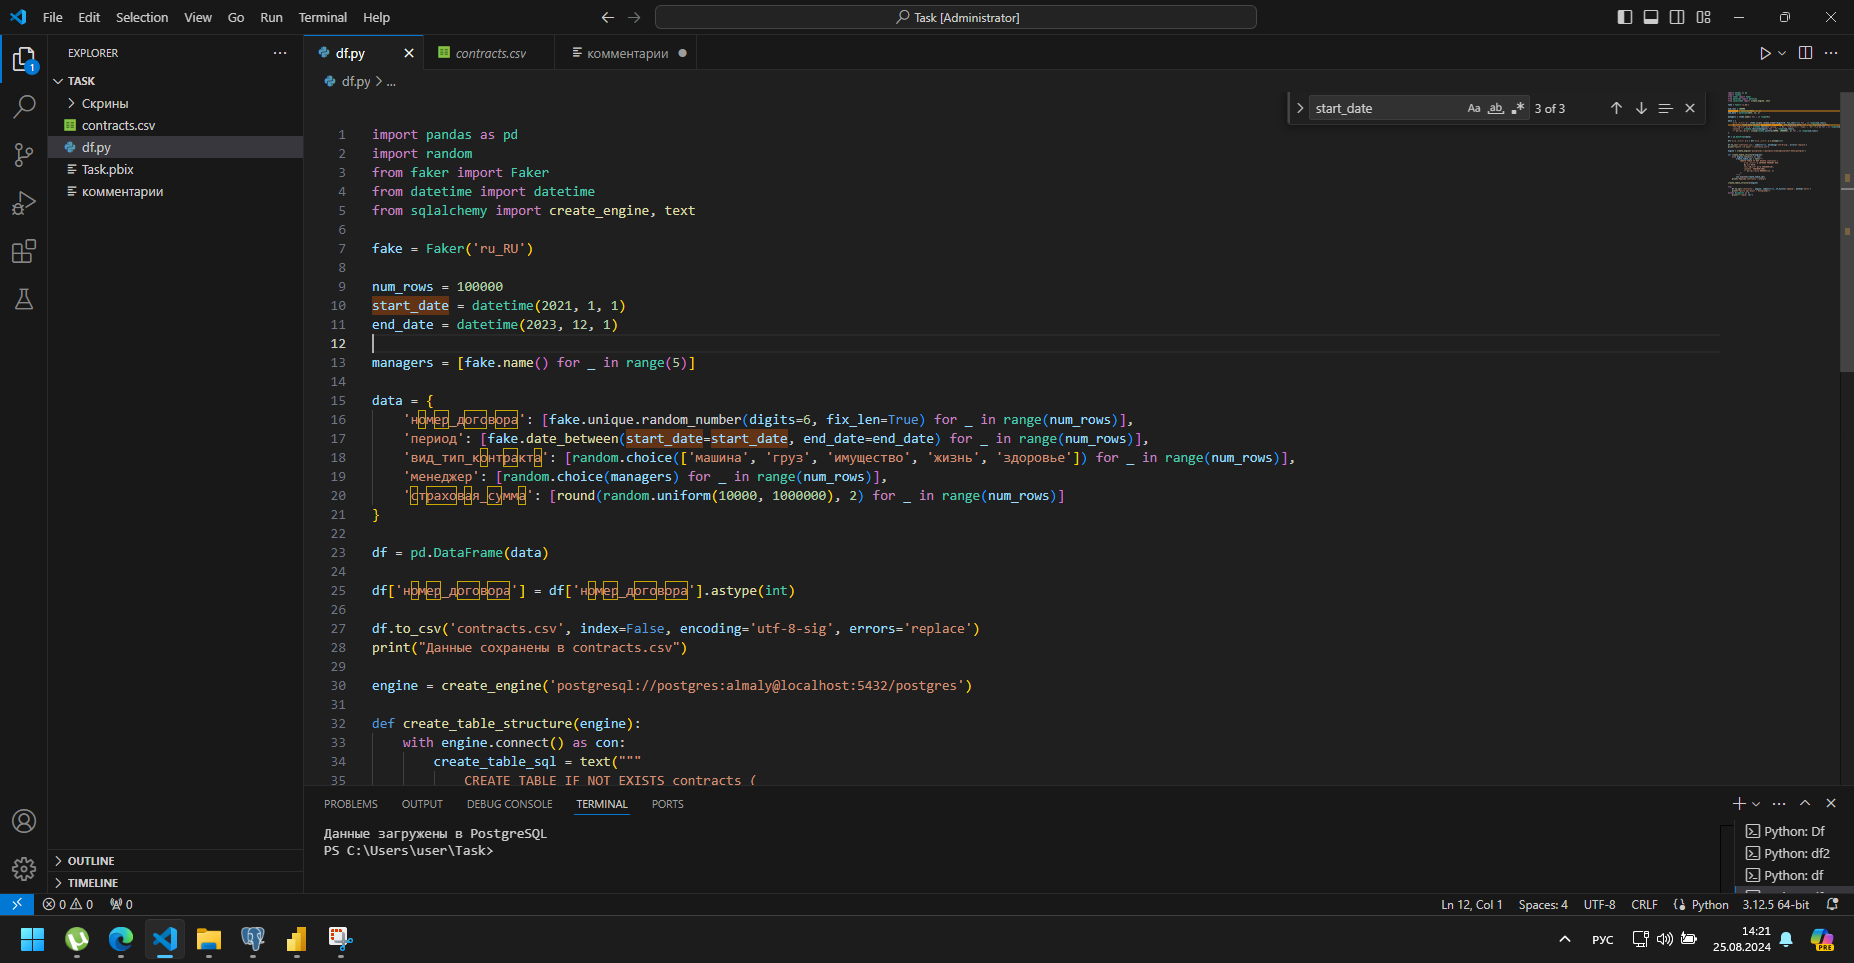 File Edit Selection View Go Run Terminal Help
Task [Administrator]
EXPLORER
df.py
contracts.csv
комментарии
TASK
df.py > ...
Скрины
contracts.csv
df.py
Task.pbix
комментарии
start_date
Aa
ab
3 of 3
1 import pandas as pd
2 import random
3 from faker import Faker
4 from datetime import datetime
5 from sqlalchemy import create_engine, text
6
7 fake = Faker('ru_RU')
8
9 num_rows = 100000
10 start_date = datetime(2021, 1, 1)
11 end_date = datetime(2023, 12, 1)
12
13 managers = [fake.name() for _ in range(5)]
14
15 data = {
16 'номер_договора': [fake.unique.random_number(digits=6, fix_len=True) for _ in range(num_rows)],
17 'период': [fake.date_between(start_date=start_date, end_date=end_date) for _ in range(num_rows)],
18 'вид_тип_контракта': [random.choice(['машина', 'груз', 'имущество', 'жизнь', 'здоровье']) for _ in range(num_rows)],
19 'менеджер': [random.choice(managers) for _ in range(num_rows)],
20 'страховая_сумма': [round(random.uniform(10000, 1000000), 2) for _ in range(num_rows)]
21 }
22
23 df = pd.DataFrame(data)
24
25 df['номер_договора'] = df['номер_договора'].astype(int)
26
27 df.to_csv('contracts.csv', index=False, encoding='utf-8-sig', errors='replace')
28 print("Данные сохранены в contracts.csv")
29
30 engine = create_engine('postgresql://postgres:almaly@localhost:5432/postgres')
31
32 def create_table_structure(engine):
33 with engine.connect() as con:
34 create_table_sql = text("""
35 CREATE TABLE IF NOT EXISTS contracts (
PROBLEMS OUTPUT DEBUG CONSOLE TERMINAL PORTS
Данные загружены в PostgreSQL
PS C:\Users\user\Task>
Python: Df
Python: df2
Python: df
OUTLINE
TIMELINE
0 0 0
Ln 12, Col 1 Spaces: 4 UTF-8 CRLF Python 3.12.5 64-bit
РУС
14:21
25.08.2024
PRE
1